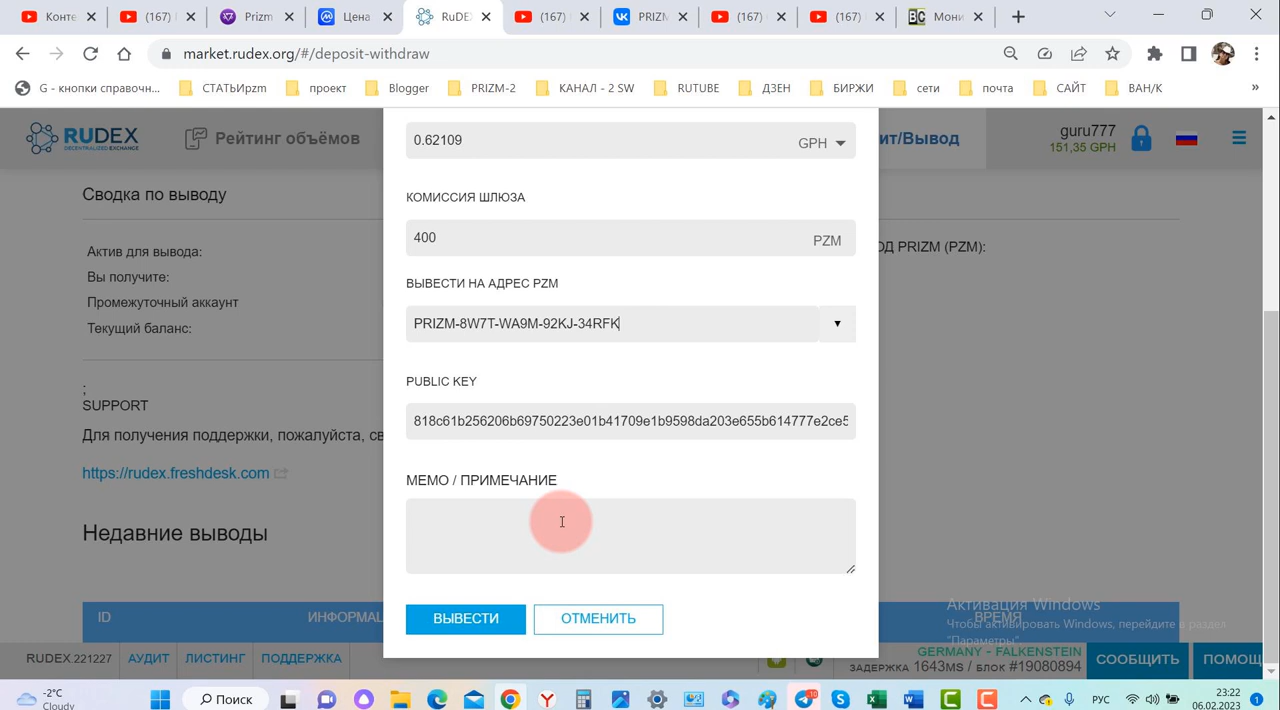 Конте
(167)
Prizm
Цена
RuDEX
(167)
PRIZM
(167)
(167)
Мони
market.rudex.org/#/deposit-withdraw
G - кнопки справочн...
СТАТЬИpzm
проект
Blogger
PRIZM-2
КАНАЛ - 2 SW
RUTUBE
ДЗЕН
БИРЖИ
сети
почта
САЙТ
ВАН/К
»
RUDEX
DECENTRALIZED EXCHANGE
Рейтинг объёмов
ит/Вывод
guru777
151,35 GPH
Сводка по выводу
Актив для вывода:
Вы получите:
Промежуточный аккаунт
Текущий баланс:
ОД PRIZM (PZM):
;
SUPPORT
Для получения поддержки, пожалуйста, св
https://rudex.freshdesk.com
Недавние выводы
ID
ИНФОРМАЦ
ВРЕМЯ
0.62109
GPH
КОМИССИЯ ШЛЮЗА
400
PZM
ВЫВЕСТИ НА АДРЕС PZM
PRIZM-8W7T-WA9M-92KJ-34RFK
PUBLIC KEY
818c61b256206b69750223e01b41709e1b9598da203e655b614777e2ce5
МЕМО / ПРИМЕЧАНИЕ
ВЫВЕСТИ
ОТМЕНИТЬ
Активация Windows
Чтобы активировать Windows, перейдите в раздел
"Параметры".
RUDEX.221227
АУДИТ
ЛИСТИНГ
ПОДДЕРЖКА
GERMANY - FALKENSTEIN
ЗАДЕРЖКА 1643MS / БЛОК #19080894
СООБЩИТЬ
ПОМОЩ
-2°C
Cloudy
Поиск
10
РУС
23:22
06.02.2023
1